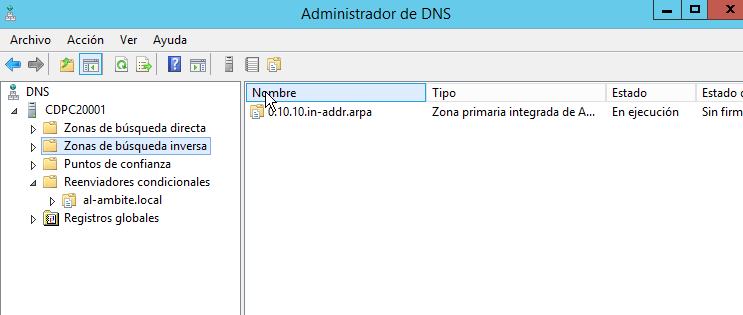 Administrador de DNS
Archivo Acción Ver Ayuda
DNS
CDPC20001
Zonas de búsqueda directa
Zonas de búsqueda inversa
Puntos de confianza
Reenviadores condicionales
al-ambite.local
Registros globales
Nombre Tipo Estado Estado d
0.10.10.in-addr.arpa Zona primaria integrada de A... En ejecución Sin firm